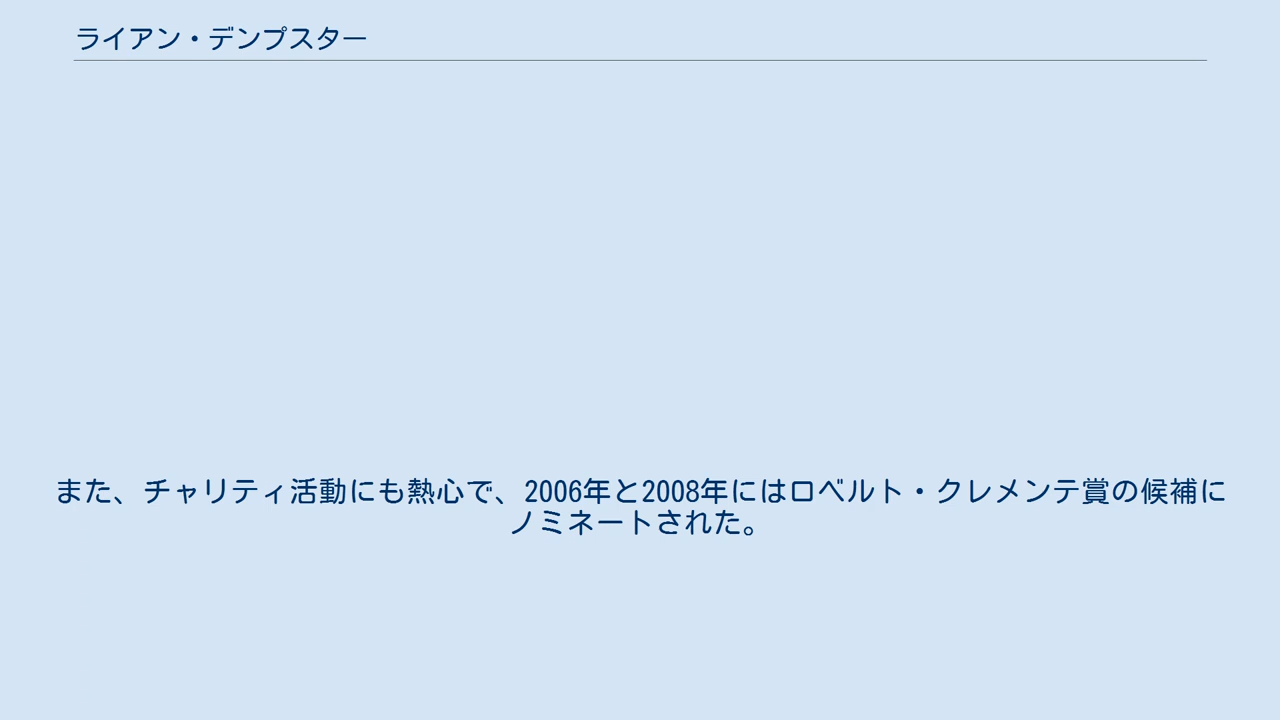 ライアン・デンプスター
また、チャリティ活動にも熱心で、2006年と2008年にはロベルト・クレメンテ賞の候補に
ノミネートされた。